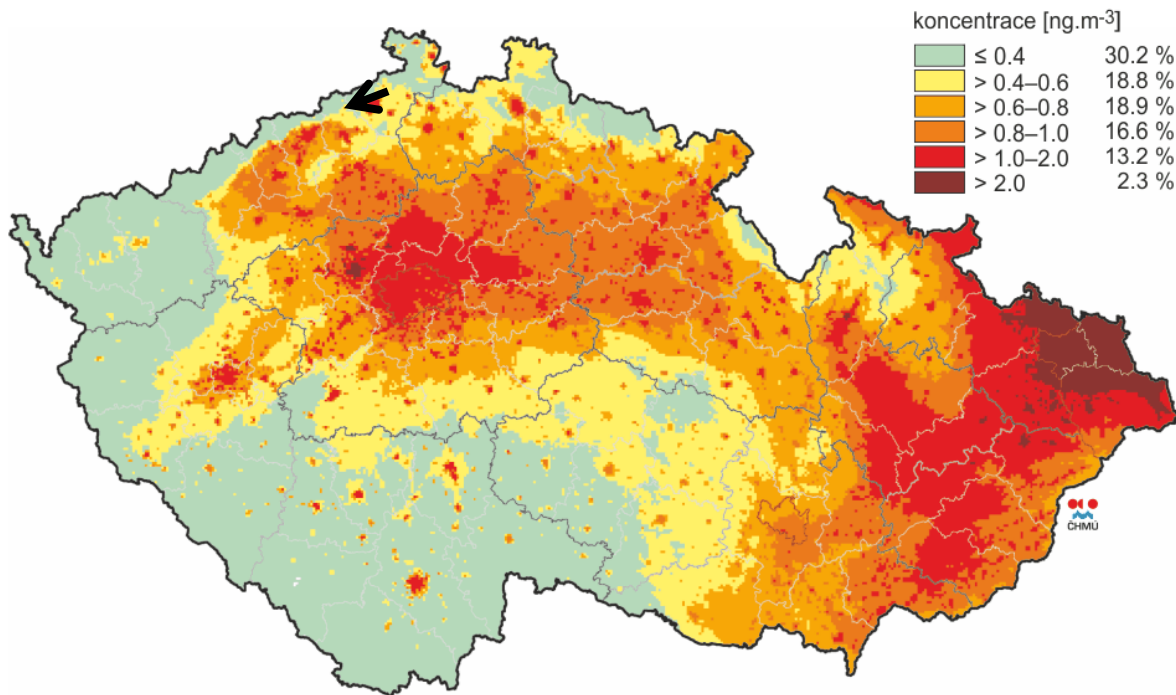 koncentrace [ng.m-3]
≤ 0.4 30.2 %
> 0.4–0.6 18.8 %
> 0.6–0.8 18.9 %
> 0.8–1.0 16.6 %
> 1.0–2.0 13.2 %
> 2.0 2.3 %
ČHMÚ